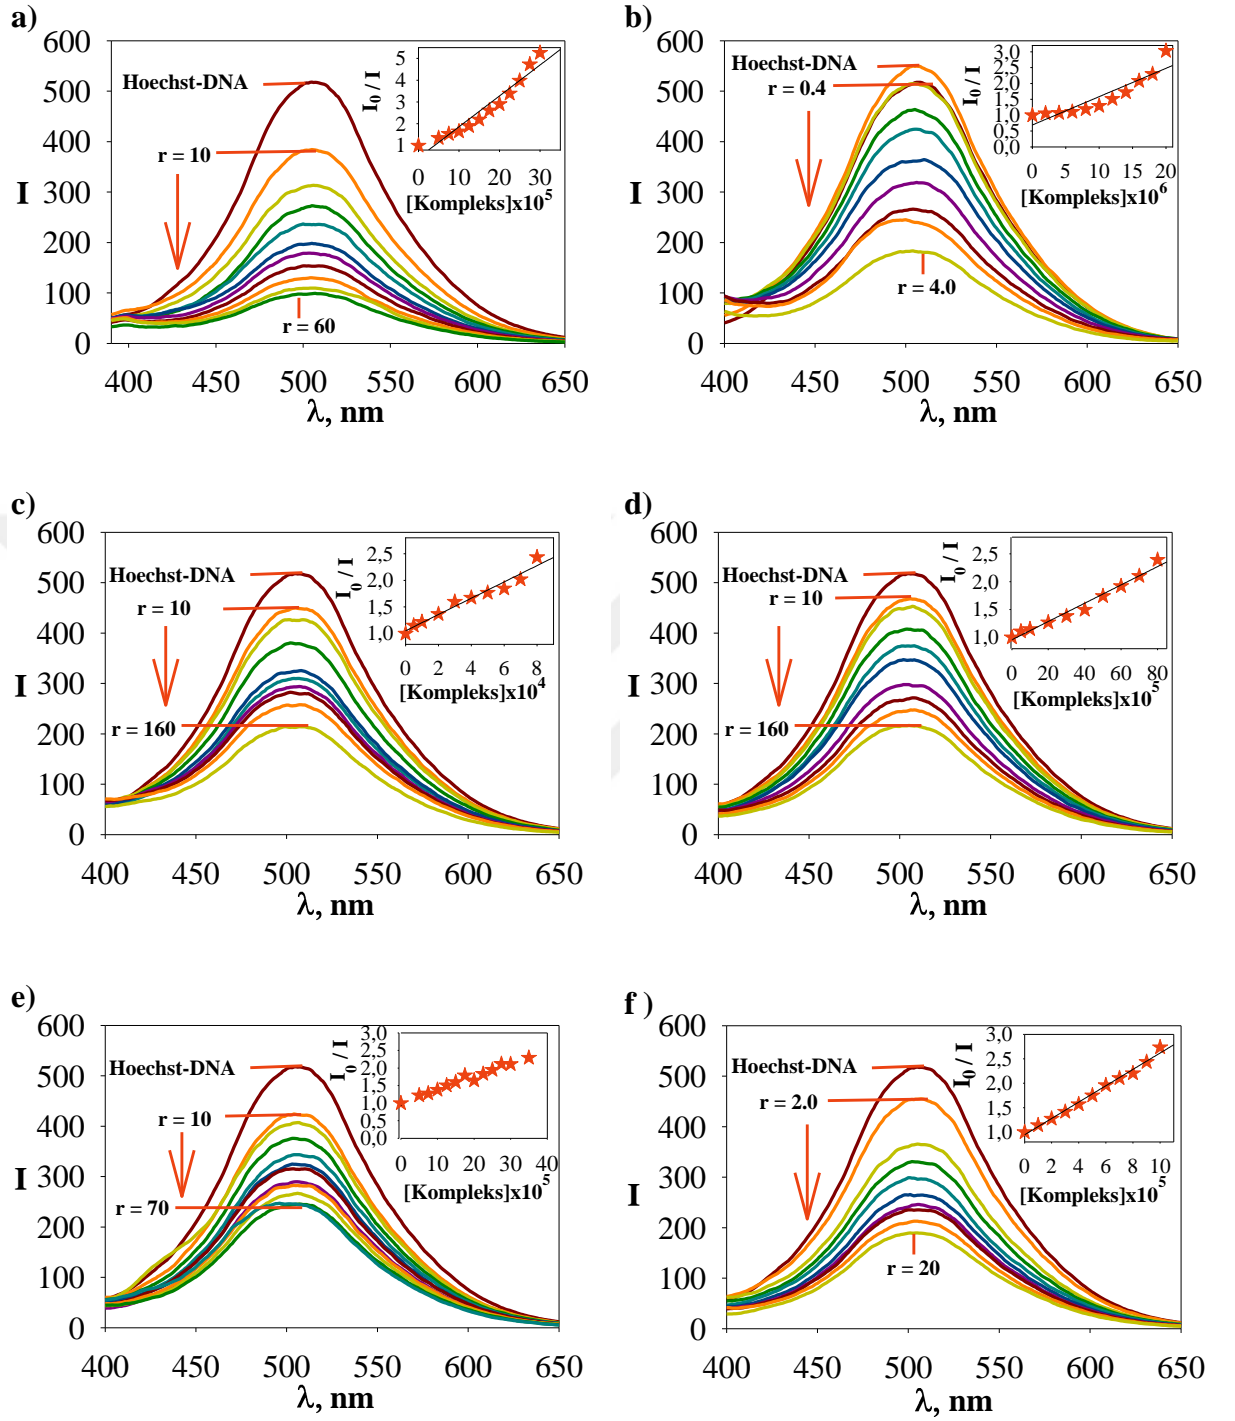 a)
600
500
400
300
200
100
0
I
Hoechst-DNA
r = 10
r = 60
400 450 500 550 600 650
λ, nm
I0 / I
5
4
3
2
1
0 10 20 30
[Kompleks]x10^5
b)
600
500
400
300
200
100
0
I
Hoechst-DNA
r = 0.4
r = 4.0
400 450 500 550 600 650
λ, nm
I0 / I
3,0
2,5
2,0
1,5
1,0
0,5
0,0
0 5 10 15 20
[Kompleks]x10^6
c)
600
500
400
300
200
100
0
I
Hoechst-DNA
r = 10
r = 160
400 450 500 550 600 650
λ, nm
I0 / I
2,5
2,0
1,5
1,0
0 2 4 6 8
[Kompleks]x10^4
d)
600
500
400
300
200
100
0
I
Hoechst-DNA
r = 10
r = 160
400 450 500 550 600 650
λ, nm
I0 / I
2,5
2,0
1,5
1,0
0 20 40 60 80
[Kompleks]x10^5
e)
600
500
400
300
200
100
0
I
Hoechst-DNA
r = 10
r = 70
400 450 500 550 600 650
λ, nm
I0 / I
3,0
2,5
2,0
1,5
1,0
0,5
0,0
0 10 20 30 40
[Kompleks]x10^5
f )
600
500
400
300
200
100
0
I
Hoechst-DNA
r = 2.0
r = 20
400 450 500 550 600 650
λ, nm
I0 / I
3,0
2,5
2,0
1,5
1,0
0 2 4 6 8 10
[Kompleks]x10^5